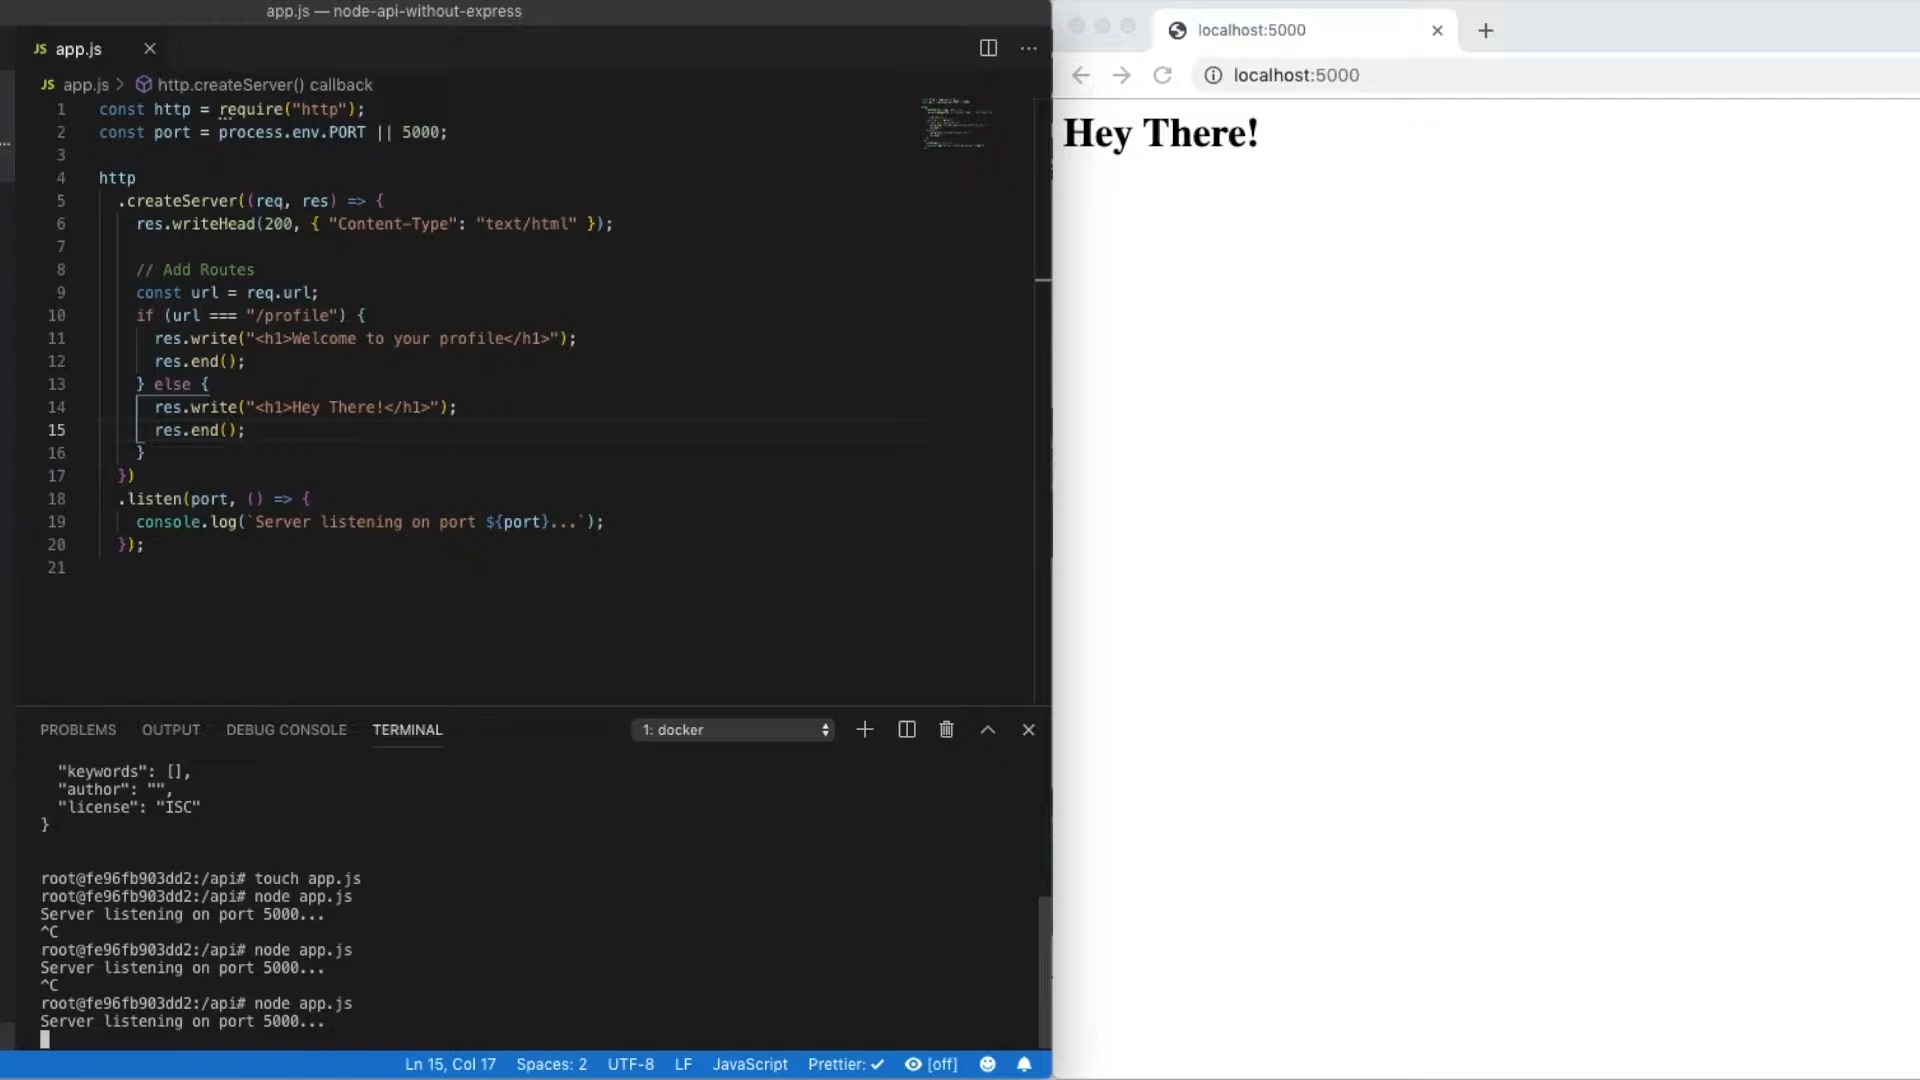 app.js — node-api-without-express
JS app.js
JS app.js > http.createServer() callback
1 const http = require("http");
2 const port = process.env.PORT || 5000;
3
4 http
5 .createServer((req, res) => {
6 res.writeHead(200, { "Content-Type": "text/html" });
7
8 // Add Routes
9 const url = req.url;
10 if (url === "/profile") {
11 res.write("<h1>Welcome to your profile</h1>");
12 res.end();
13 } else {
14 res.write("<h1>Hey There!</h1>");
15 res.end();
16 }
17 })
18 .listen(port, () => {
19 console.log(`Server listening on port ${port}...`);
20 });
21
PROBLEMS OUTPUT DEBUG CONSOLE TERMINAL 1: docker
"keywords": [],
"author": "",
"license": "ISC"
}
root@fe96fb903dd2:/api# touch app.js
root@fe96fb903dd2:/api# node app.js
Server listening on port 5000...
^C
root@fe96fb903dd2:/api# node app.js
Server listening on port 5000...
^C
root@fe96fb903dd2:/api# node app.js
Server listening on port 5000...
Ln 15, Col 17 Spaces: 2 UTF-8 LF JavaScript Prettier: ✓ [off]
localhost:5000
localhost:5000
Hey There!